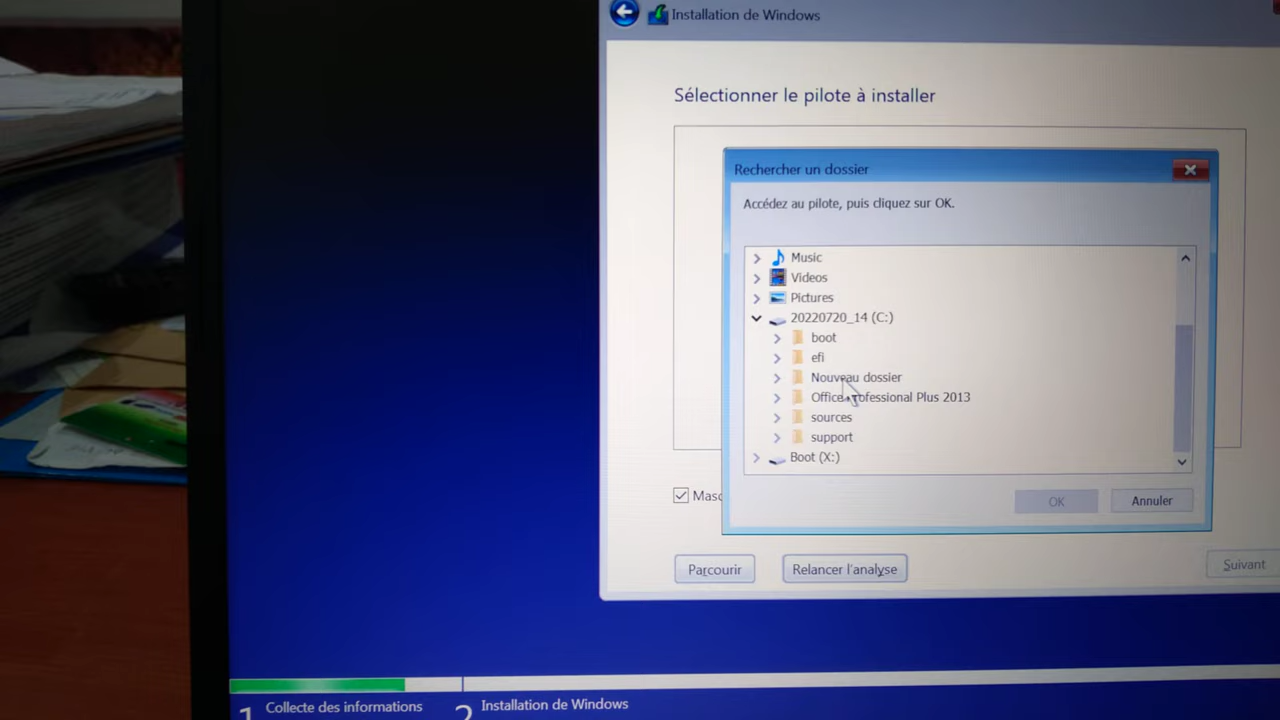 Installation de Windows
Sélectionner le pilote à installer
Rechercher un dossier
Accédez au pilote, puis cliquez sur OK.
Music
Videos
Pictures
20220720_14 (C:)
boot
efi
Nouveau dossier
Office Professional Plus 2013
sources
support
Boot (X:)
OK
Annuler
Masc
Parcourir
Relancer l'analyse
Suivant
1 Collecte des informations
2 Installation de Windows